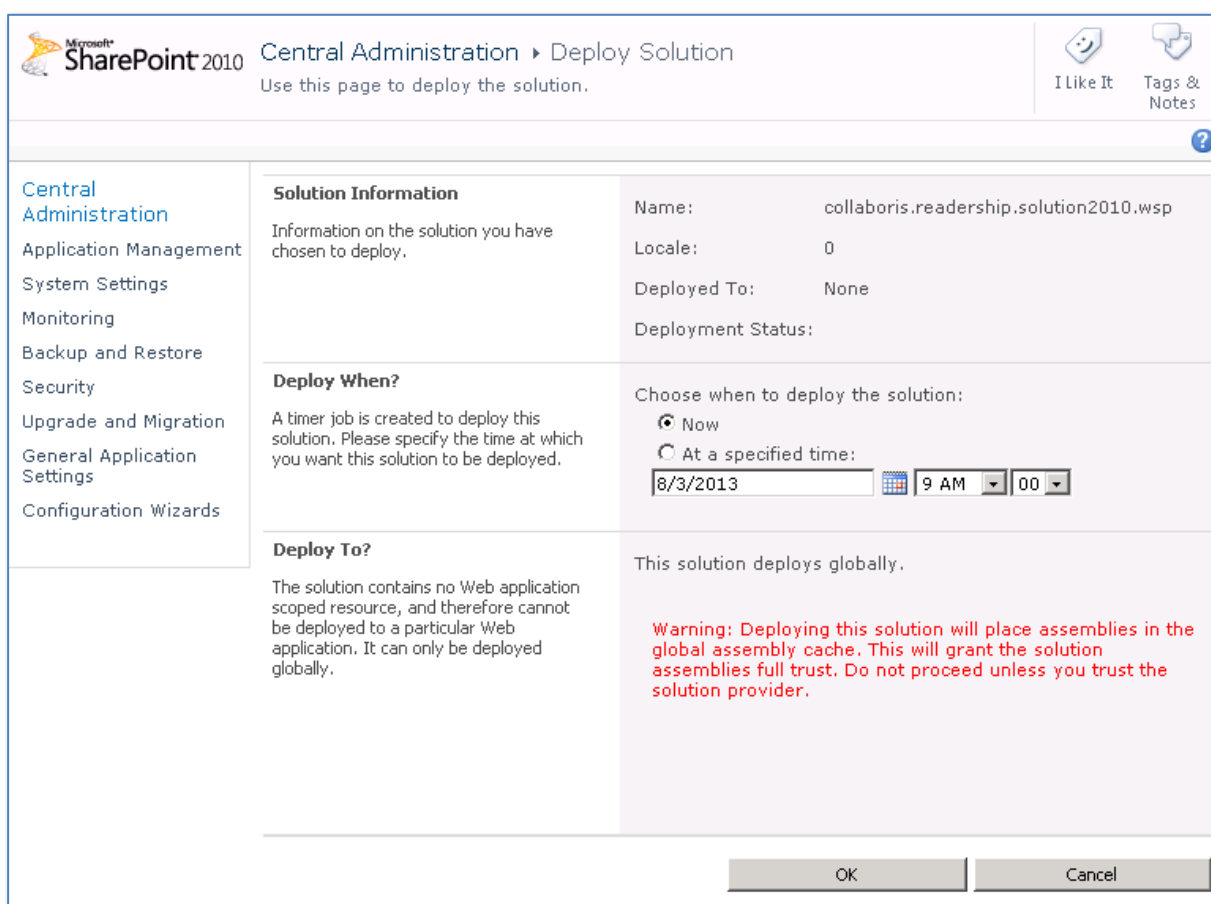 Microsoft®
SharePoint 2010
Central Administration ▸ Deploy Solution
Use this page to deploy the solution.
I Like It
Tags &
Notes
?
Central
Administration
Application Management
System Settings
Monitoring
Backup and Restore
Security
Upgrade and Migration
General Application
Settings
Configuration Wizards
Solution Information
Information on the solution you have
chosen to deploy.
Name: collaboris.readership.solution2010.wsp
Locale: 0
Deployed To: None
Deployment Status:
Deploy When?
A timer job is created to deploy this
solution. Please specify the time at which
you want this solution to be deployed.
Choose when to deploy the solution:
Now
At a specified time:
8/3/2013 9 AM 00
Deploy To?
The solution contains no Web application
scoped resource, and therefore cannot
be deployed to a particular Web
application. It can only be deployed
globally.
This solution deploys globally.
Warning: Deploying this solution will place assemblies in the
global assembly cache. This will grant the solution
assemblies full trust. Do not proceed unless you trust the
solution provider.
OK
Cancel